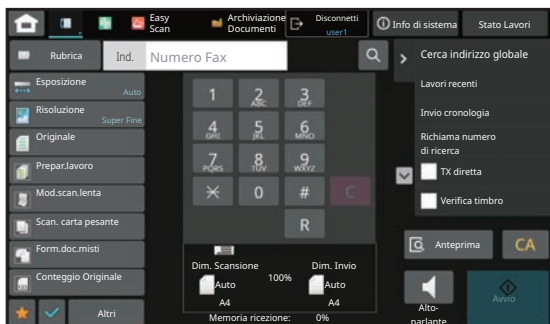 Easy
Scan
Archiviazione
Documenti
Disconnetti
user1
Info di sistema
Stato Lavori
Rubrica
Ind.
Numero Fax
Esposizione
Auto
Risoluzione
Super Fine
Originale
Prepar.lavoro
Mod.scan.lenta
Scan. carta pesante
Form.doc.misti
Conteggio Originale
Altri
1
2
ABC
3
DEF
4
GHI
5
JKL
6
MNO
7
PQRS
8
TUV
9
WXYZ
0
#
C
R
Dim. Scansione
Auto
A4
100%
Dim. Invio
Auto
A4
Memoria ricezione: 0%
Cerca indirizzo globale
Lavori recenti
Invio cronologia
Richiama numero
di ricerca
TX diretta
Verifica timbro
Anteprima
CA
Alto-
parlante
Avvio